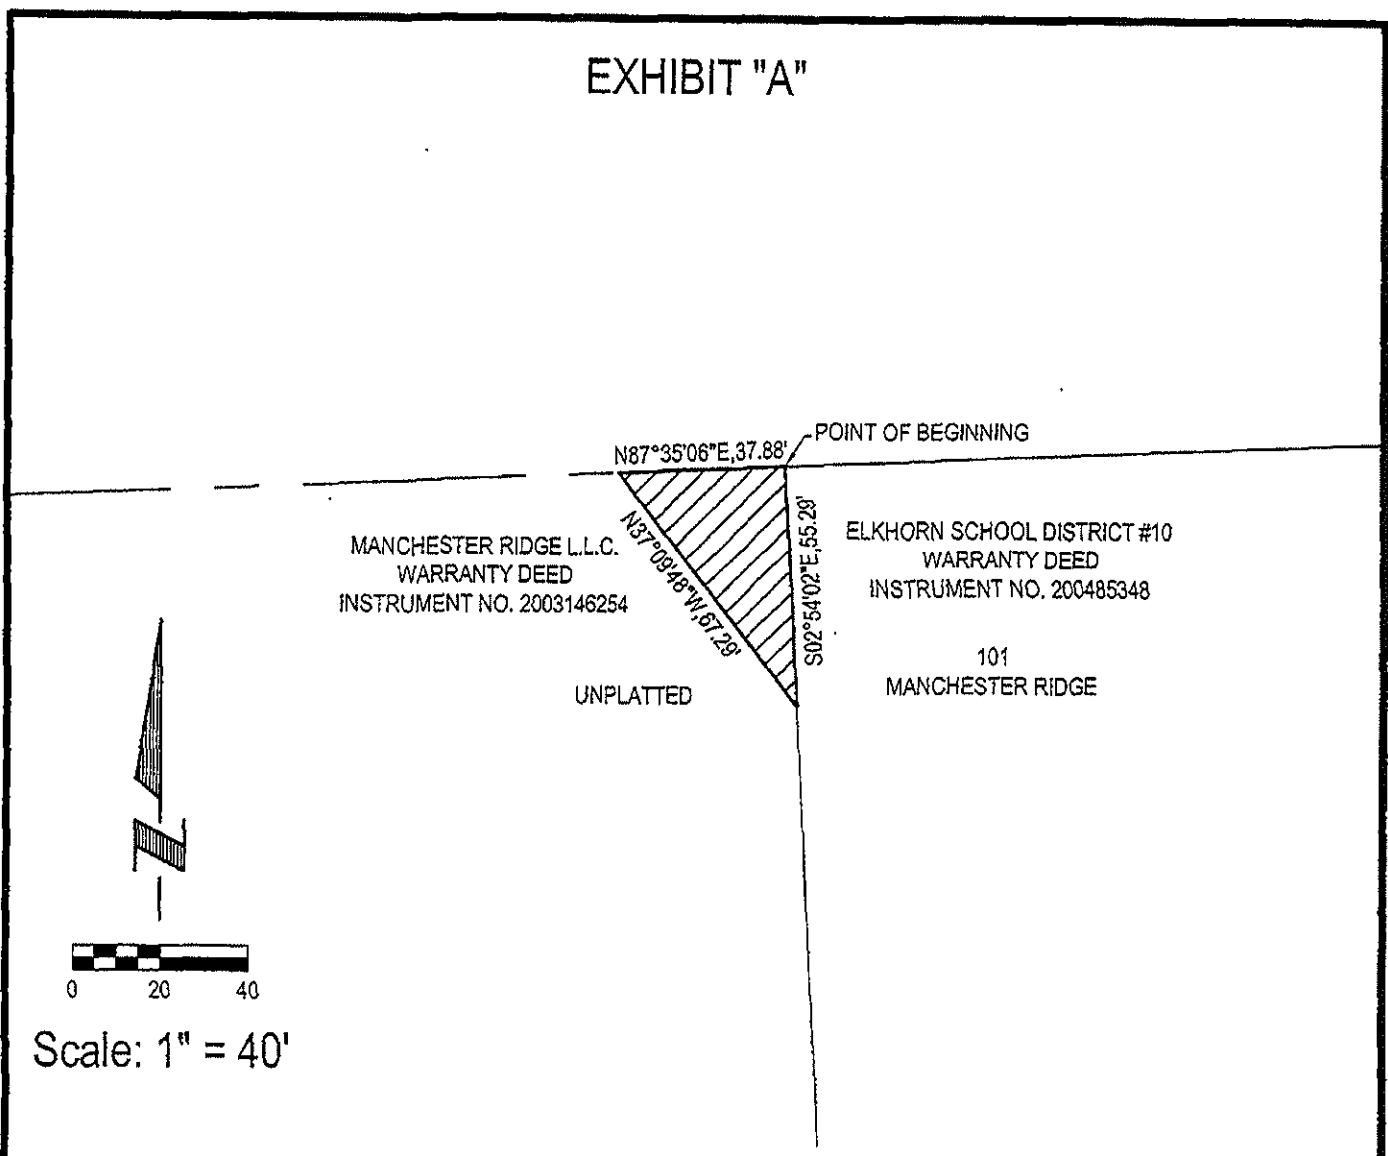 EXHIBIT "A"
POINT OF BEGINNING
N87°35'06"E,37.88'
N37°09'48"W,67.29'
S02°54'02"E,55.29'
MANCHESTER RIDGE L.L.C.
WARRANTY DEED
INSTRUMENT NO. 2003146254
ELKHORN SCHOOL DISTRICT #10
WARRANTY DEED
INSTRUMENT NO. 200485348
101
MANCHESTER RIDGE
UNPLATTED
Z
0 20 40
Scale: 1" = 40'